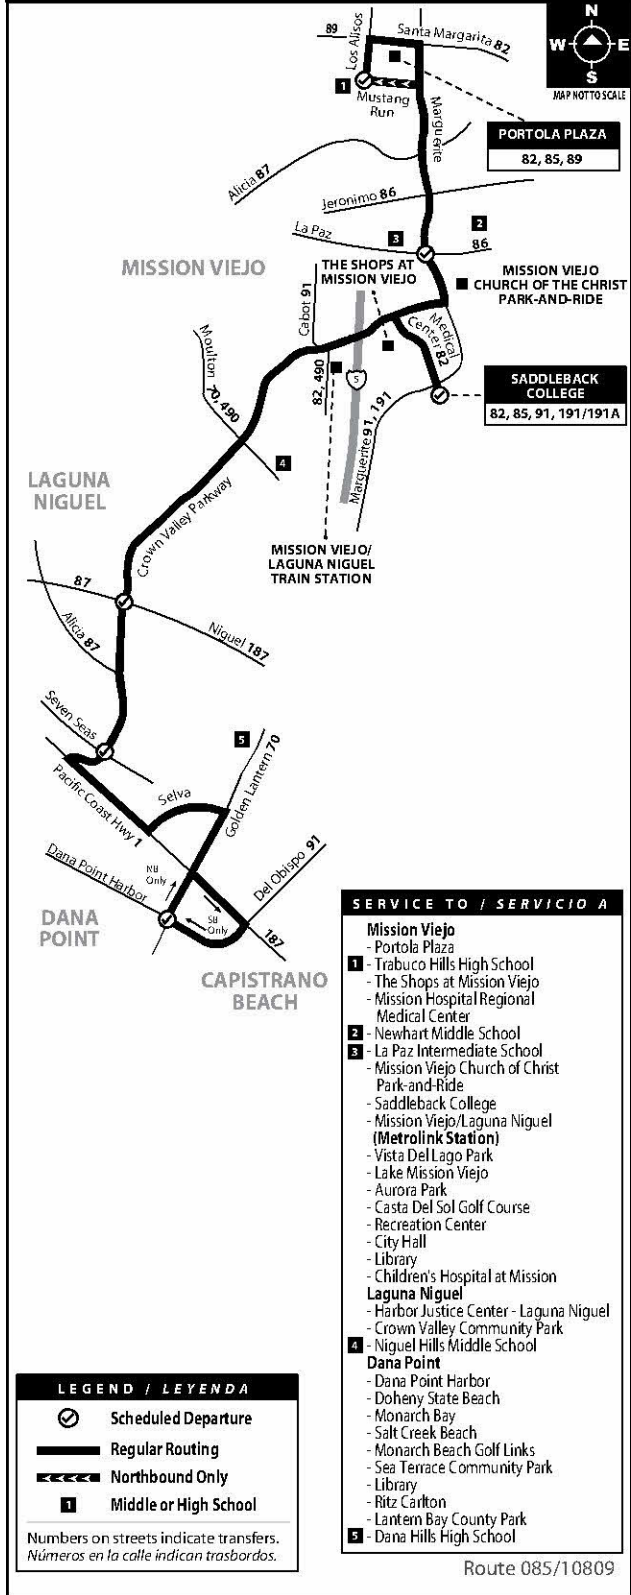 N
W E
S
MAP NOT TO SCALE
89
Los Alisos
Santa Margarita 82
1
Mustang
Run
Marguerite
PORTOLA PLAZA
82, 85, 89
Alicia 87
Jeronimo 86
La Paz
3
2
86
MISSION VIEJO
THE SHOPS AT
MISSION VIEJO
MISSION VIEJO
CHURCH OF THE CHRIST
PARK-AND-RIDE
Cabot 91
Medical
Center 82
Moulton
70, 490
82, 490
5
Marguerite 91, 191
SADDLEBACK
COLLEGE
82, 85, 91, 191/191A
4
LAGUNA
NIGUEL
Crown Valley Parkway
MISSION VIEJO/
LAGUNA NIGUEL
TRAIN STATION
87
Alicia 87
Niquel 187
Seven Seas
5
Golden Lantern 70
Pacific Coast Hwy 1
Selva
Dana Point Harbor
NB
Only
Del Obispo 91
SB
Only
187
DANA
POINT
CAPISTRANO
BEACH
SERVICE TO / SERVICIO A
Mission Viejo
- Portola Plaza
1 - Trabuco Hills High School
- The Shops at Mission Viejo
- Mission Hospital Regional
Medical Center
2 - Newhart Middle School
3 - La Paz Intermediate School
- Mission Viejo Church of Christ
Park-and-Ride
- Saddleback College
- Mission Viejo/Laguna Niguel
(Metrolink Station)
- Vista Del Lago Park
- Lake Mission Viejo
- Aurora Park
- Casta Del Sol Golf Course
- Recreation Center
- City Hall
- Library
- Children's Hospital at Mission
Laguna Niguel
- Harbor Justice Center - Laguna Niguel
- Crown Valley Community Park
4 - Niguel Hills Middle School
Dana Point
- Dana Point Harbor
- Doheny State Beach
- Monarch Bay
- Salt Creek Beach
- Monarch Beach Golf Links
- Sea Terrace Community Park
- Library
- Ritz Carlton
- Lantern Bay County Park
5 - Dana Hills High School
LEGEND / LEYENDA
Scheduled Departure
Regular Routing
Northbound Only
1 Middle or High School
Numbers on streets indicate transfers.
Números en la calle indican trasbordos.
Route 085/10809